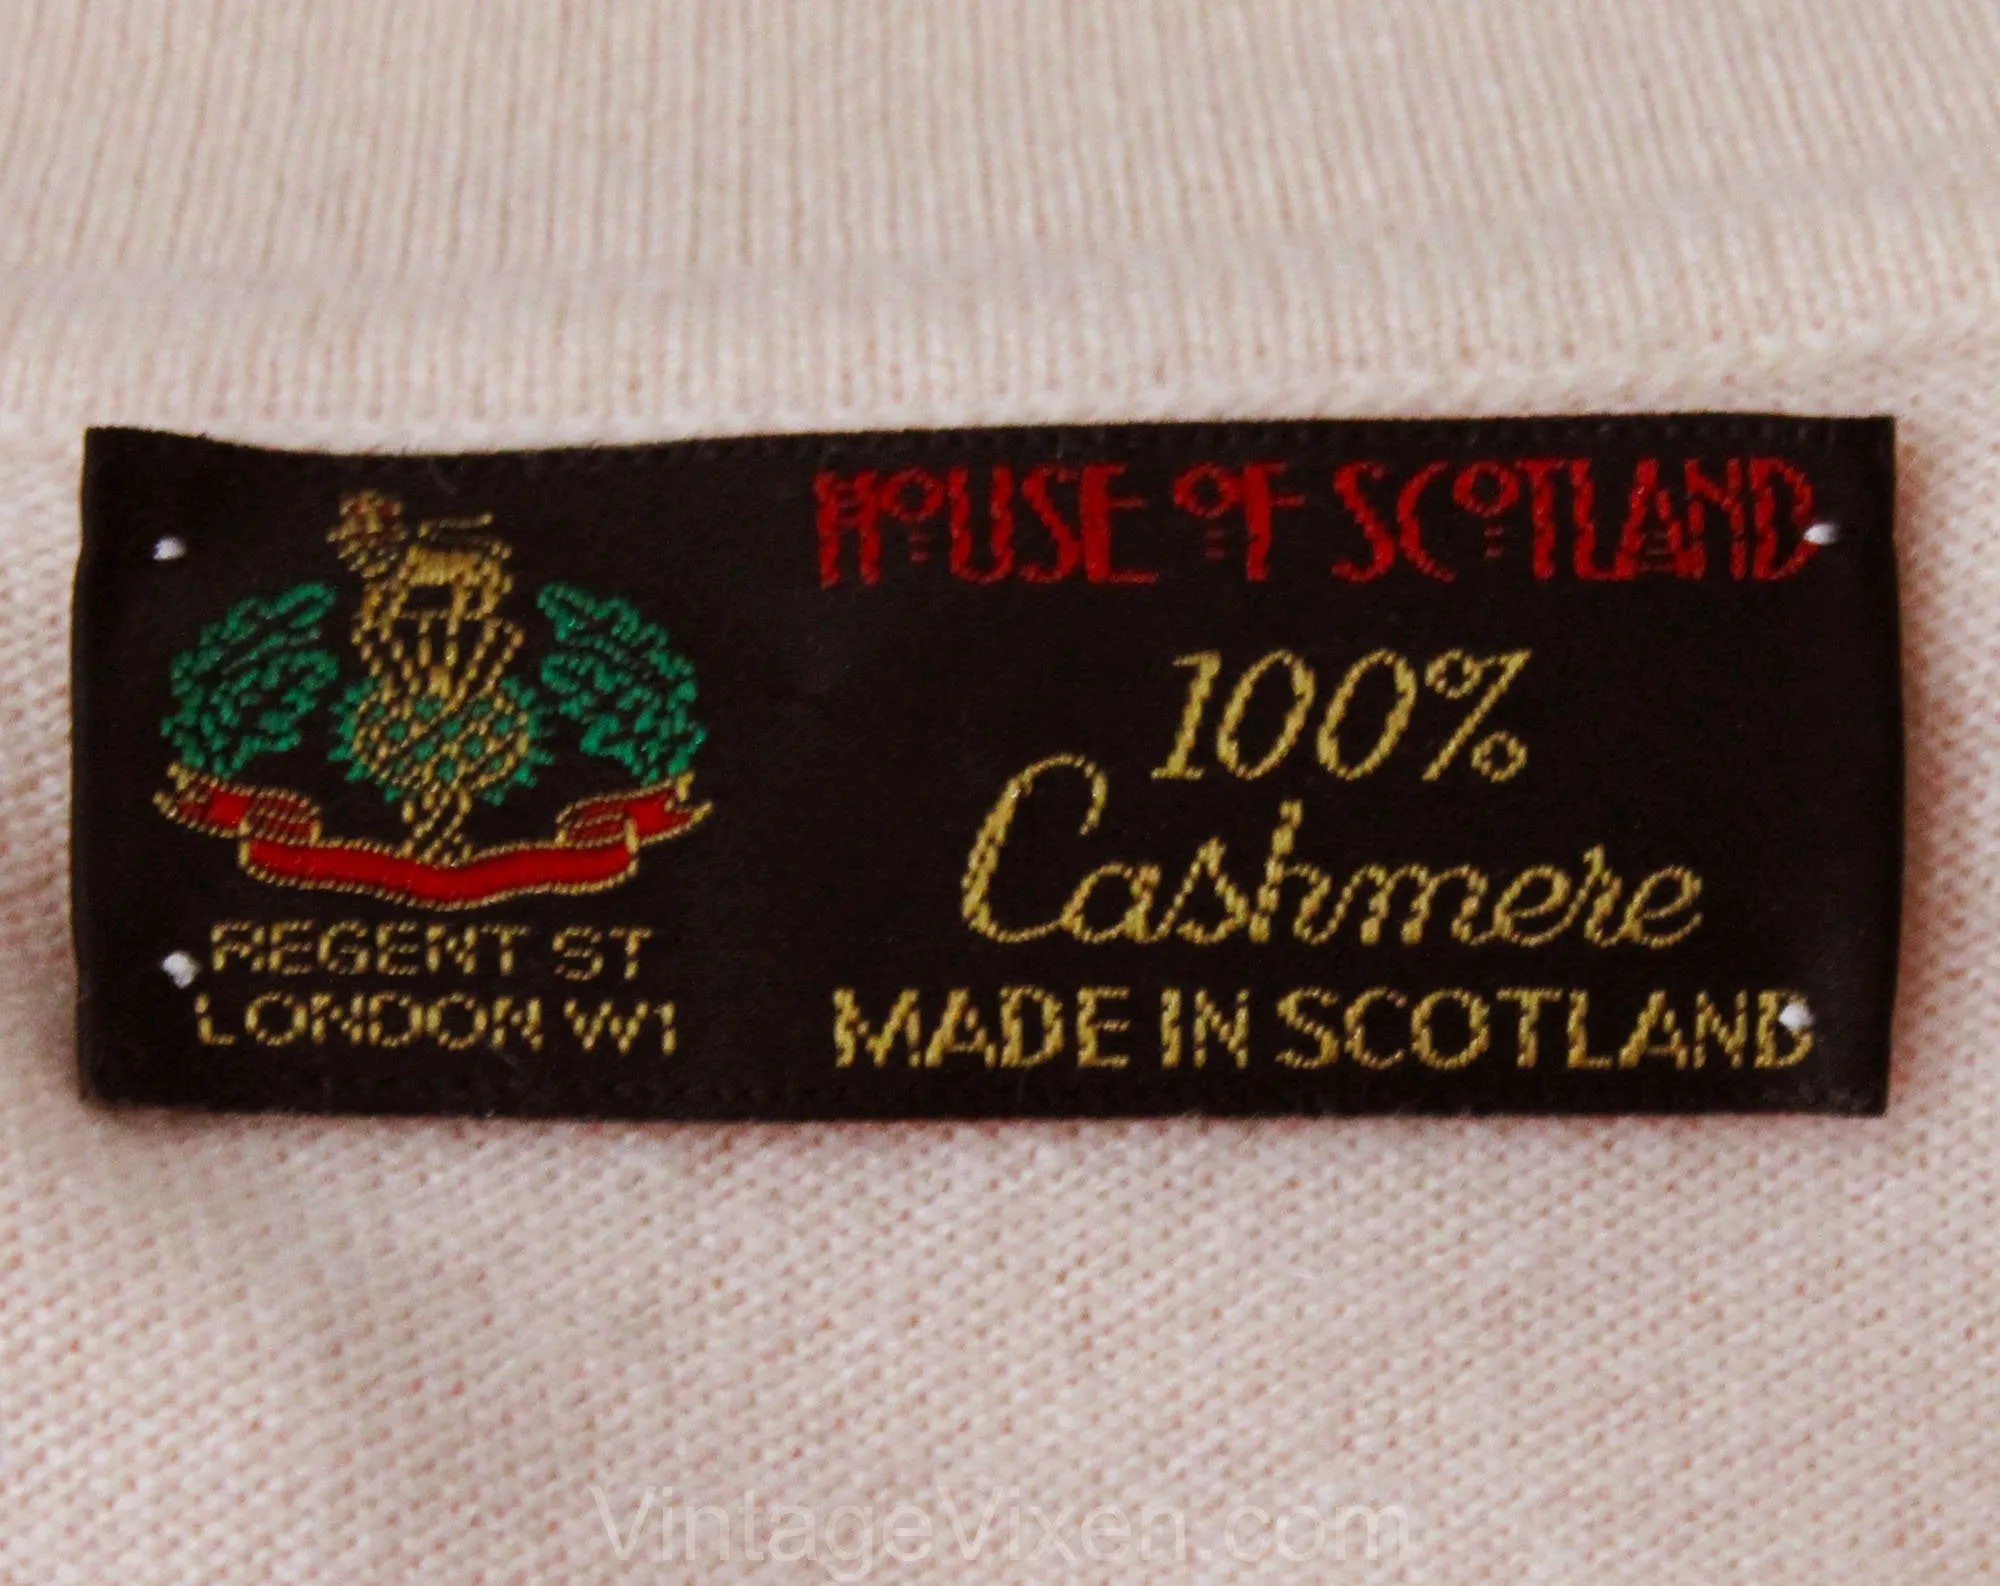 HOUSE OF SCOTLAND
100%
Cashmere
MADE IN SCOTLAND
REGENT ST
LONDON W1
VintageVixen.com